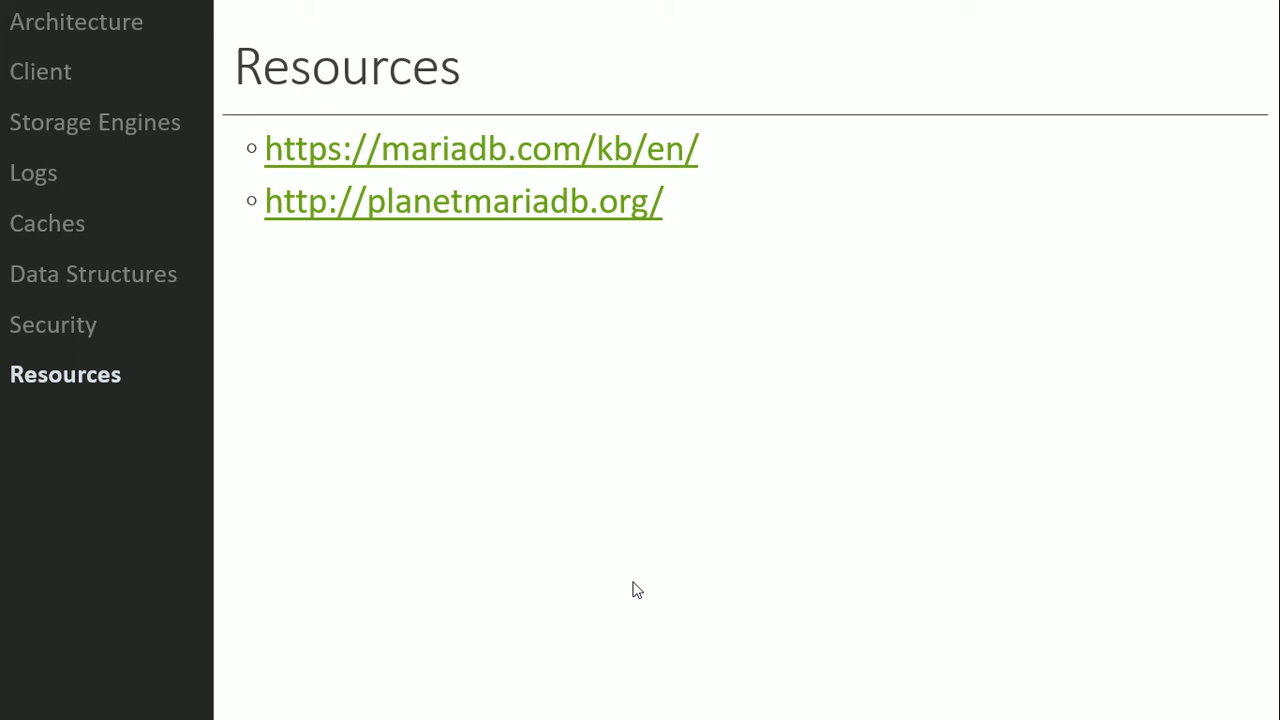 Architecture
Client
Storage Engines
Logs
Caches
Data Structures
Security
Resources
Resources
https://mariadb.com/kb/en/
http://planetmariadb.org/